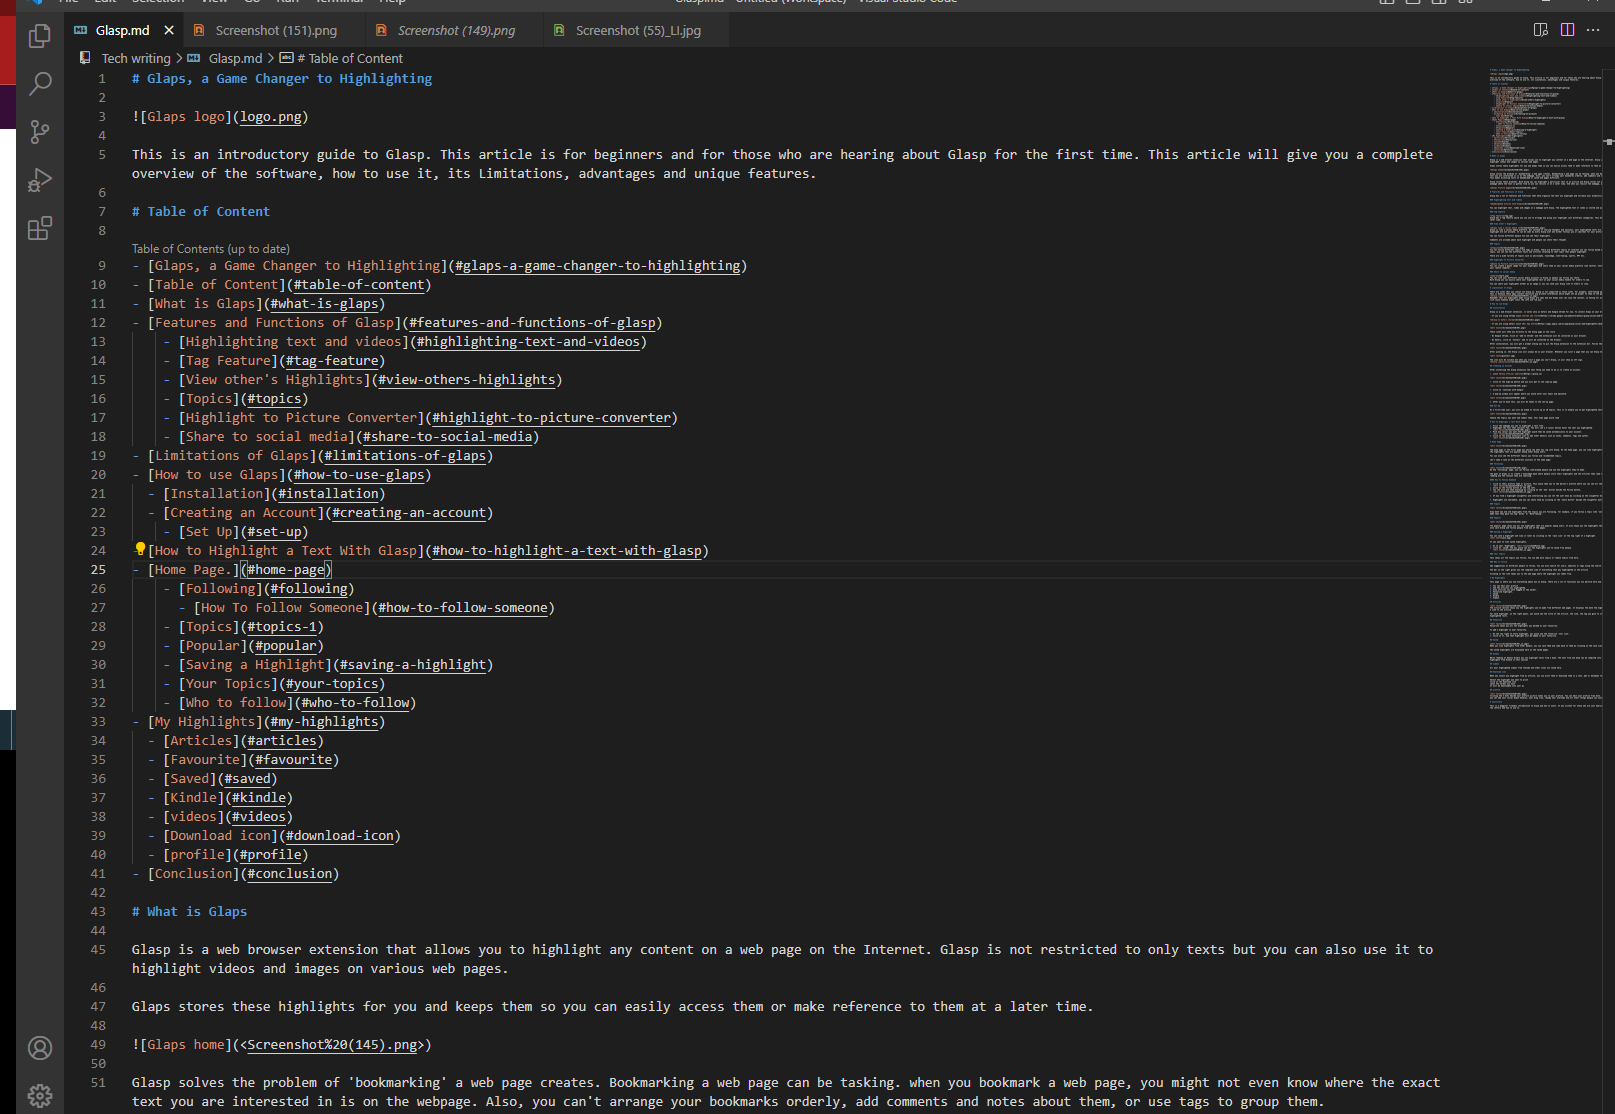 File Edit Selection View Go Run Terminal Help
Glasp.md - Untitled (Workspace) - Visual Studio Code
Glasp.md × Screenshot (151).png Screenshot (149).png Screenshot (55)_LI.jpg
Tech writing > Glasp.md > # Table of Content
1 # Glaps, a Game Changer to Highlighting
2
3 ![Glaps logo](logo.png)
4
5 This is an introductory guide to Glasp. This article is for beginners and for those who are hearing about Glasp for the first time. This article will give you a complete
overview of the software, how to use it, its Limitations, advantages and unique features.
6
7 # Table of Content
8
Table of Contents (up to date)
9 - [Glaps, a Game Changer to Highlighting](#glaps-a-game-changer-to-highlighting)
10 - [Table of Content](#table-of-content)
11 - [What is Glaps](#what-is-glaps)
12 - [Features and Functions of Glasp](#features-and-functions-of-glasp)
13 - [Highlighting text and videos](#highlighting-text-and-videos)
14 - [Tag Feature](#tag-feature)
15 - [View other's Highlights](#view-others-highlights)
16 - [Topics](#topics)
17 - [Highlight to Picture Converter](#highlight-to-picture-converter)
18 - [Share to social media](#share-to-social-media)
19 - [Limitations of Glaps](#limitations-of-glaps)
20 - [How to use Glaps](#how-to-use-glaps)
21 - [Installation](#installation)
22 - [Creating an Account](#creating-an-account)
23 - [Set Up](#set-up)
24 - [How to Highlight a Text With Glasp](#how-to-highlight-a-text-with-glasp)
25 - [Home Page.](#home-page)
26 - [Following](#following)
27 - [How To Follow Someone](#how-to-follow-someone)
28 - [Topics](#topics-1)
29 - [Popular](#popular)
30 - [Saving a Highlight](#saving-a-highlight)
31 - [Your Topics](#your-topics)
32 - [Who to follow](#who-to-follow)
33 - [My Highlights](#my-highlights)
34 - [Articles](#articles)
35 - [Favourite](#favourite)
36 - [Saved](#saved)
37 - [Kindle](#kindle)
38 - [videos](#videos)
39 - [Download icon](#download-icon)
40 - [profile](#profile)
41 - [Conclusion](#conclusion)
42
43 # What is Glaps
44
45 Glasp is a web browser extension that allows you to highlight any content on a web page on the Internet. Glasp is not restricted to only texts but you can also use it to
highlight videos and images on various web pages.
46
47 Glaps stores these highlights for you and keeps them so you can easily access them or make reference to them at a later time.
48
49 ![Glaps home](<Screenshot%20(145).png>)
50
51 Glasp solves the problem of 'bookmarking' a web page creates. Bookmarking a web page can be tasking. when you bookmark a web page, you might not even know where the exact
text you are interested in is on the webpage. Also, you can't arrange your bookmarks orderly, add comments and notes about them, or use tags to group them.